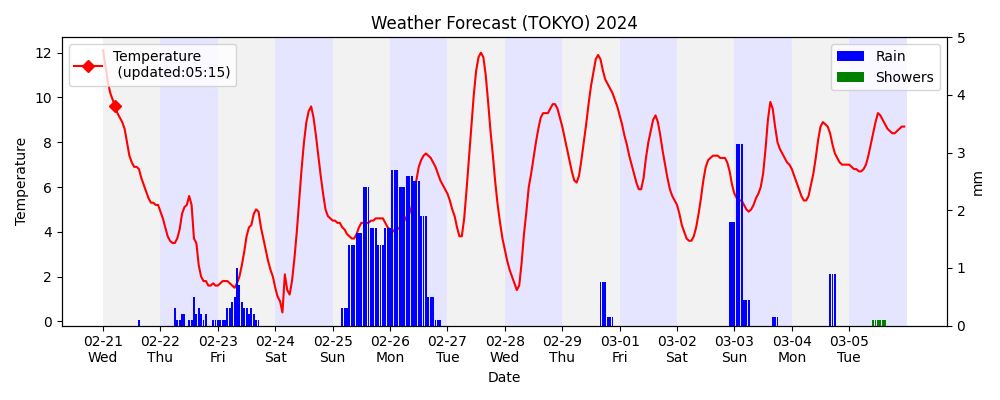 Weather Forecast (TOKYO) 2024
Temperature
(updated:05:15)
Rain
Showers
Temperature
12
10
8
6
4
2
0
5
4
3
2
1
0
mm
02-21 02-22 02-23 02-24 02-25 02-26 02-27 02-28 02-29 03-01 03-02 03-03 03-04 03-05
Wed Thu Fri Sat Sun Mon Tue Wed Thu Fri Sat Sun Mon Tue
Date